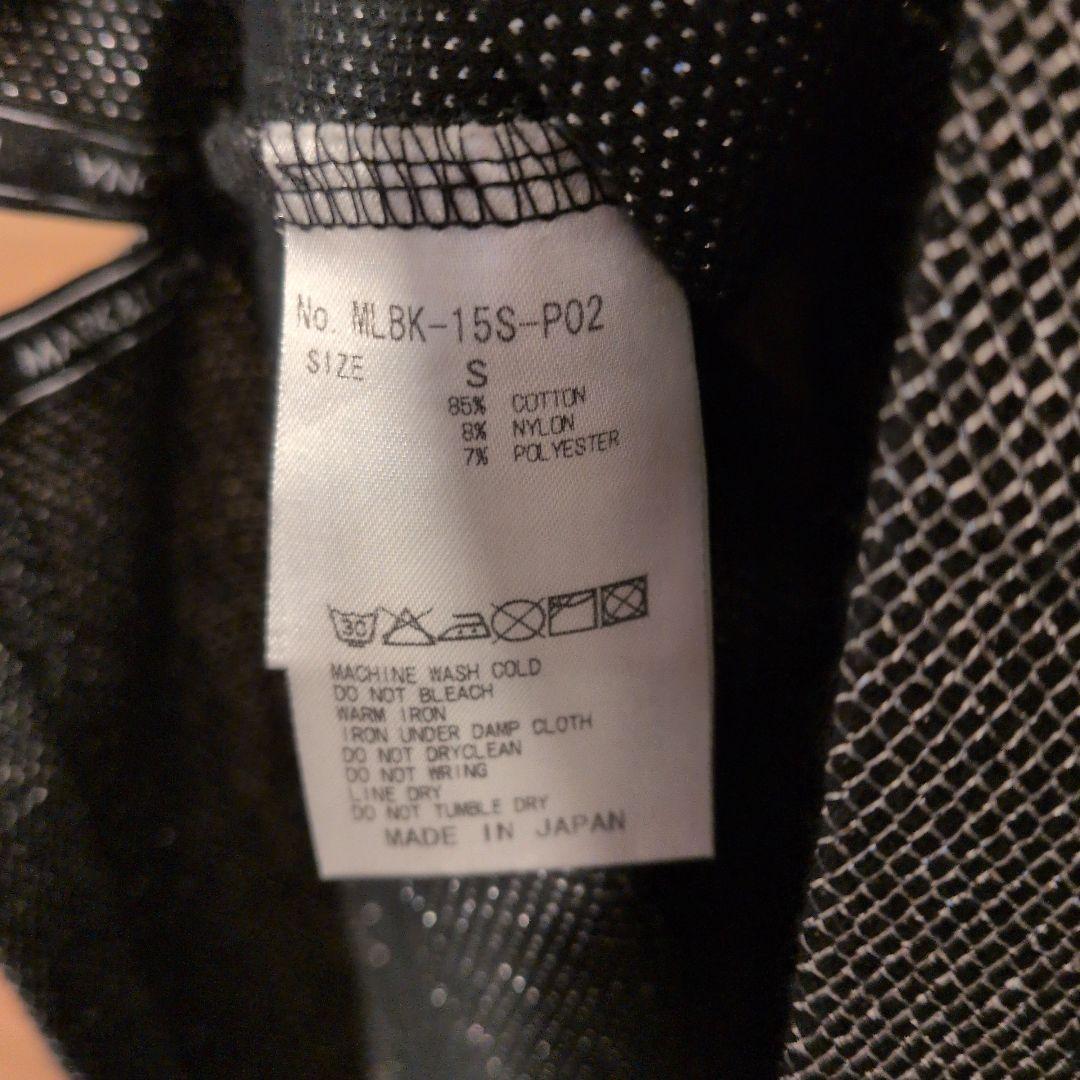 No. MLBK-15S-P02
SIZE S
85% COTTON
8% NYLON
7% POLYESTER
30
MACHINE WASH COLD
DO NOT BLEACH
WARM IRON
IRON UNDER DAMP CLOTH
DO NOT DRYCLEAN
DO NOT WRING
LINE DRY
DO NOT TUMBLE DRY
MADE IN JAPAN